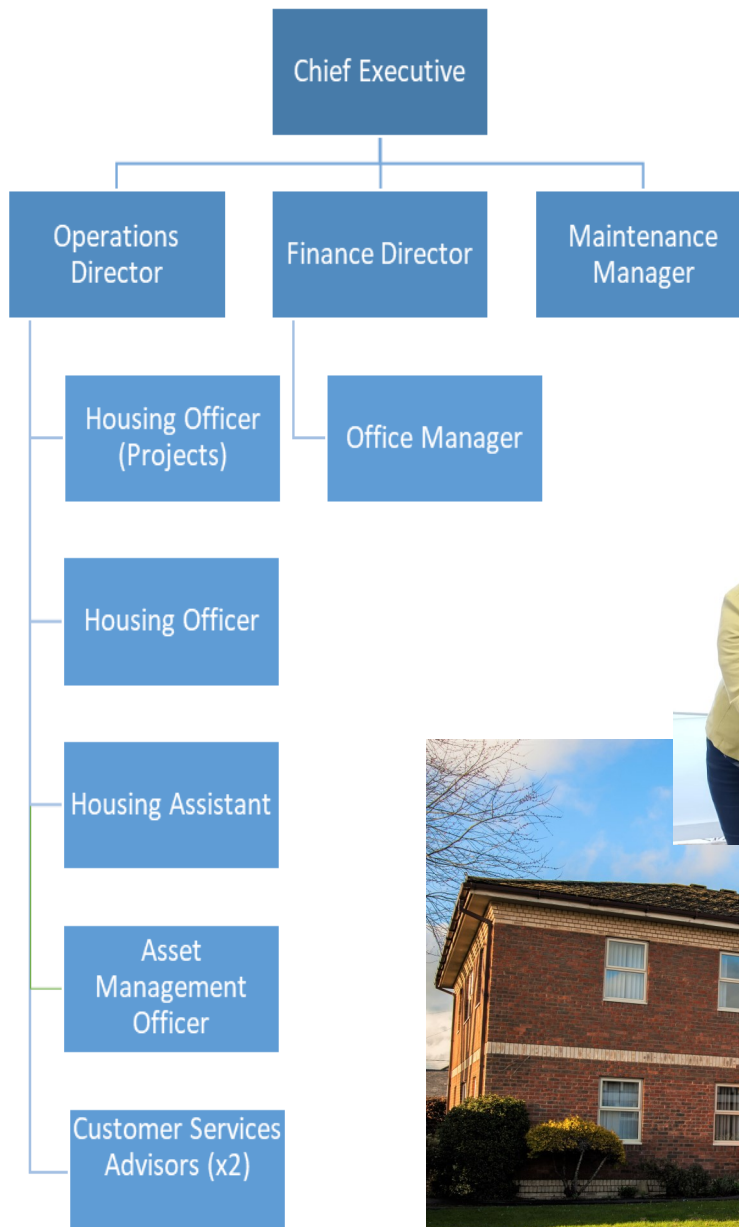 Chief Executive
Operations
Director
Finance Director
Maintenance
Manager
Housing Officer
(Projects)
Office Manager
Housing Officer
Housing Assistant
Asset
Management
Officer
Customer Services
Advisors (x2)